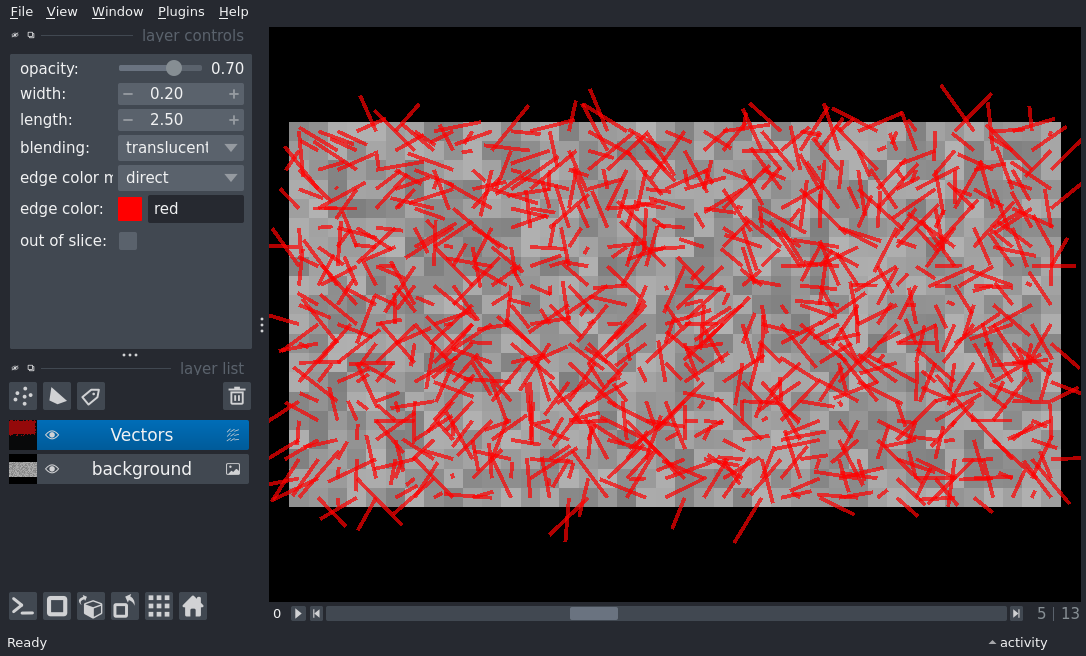 File View Window Plugins Help
layer controls
opacity: 0.70
width: − 0.20 +
length: − 2.50 +
blending: translucent
edge color m direct
edge color: red
out of slice:
layer list
Vectors
background
0 5 | 13
Ready activity